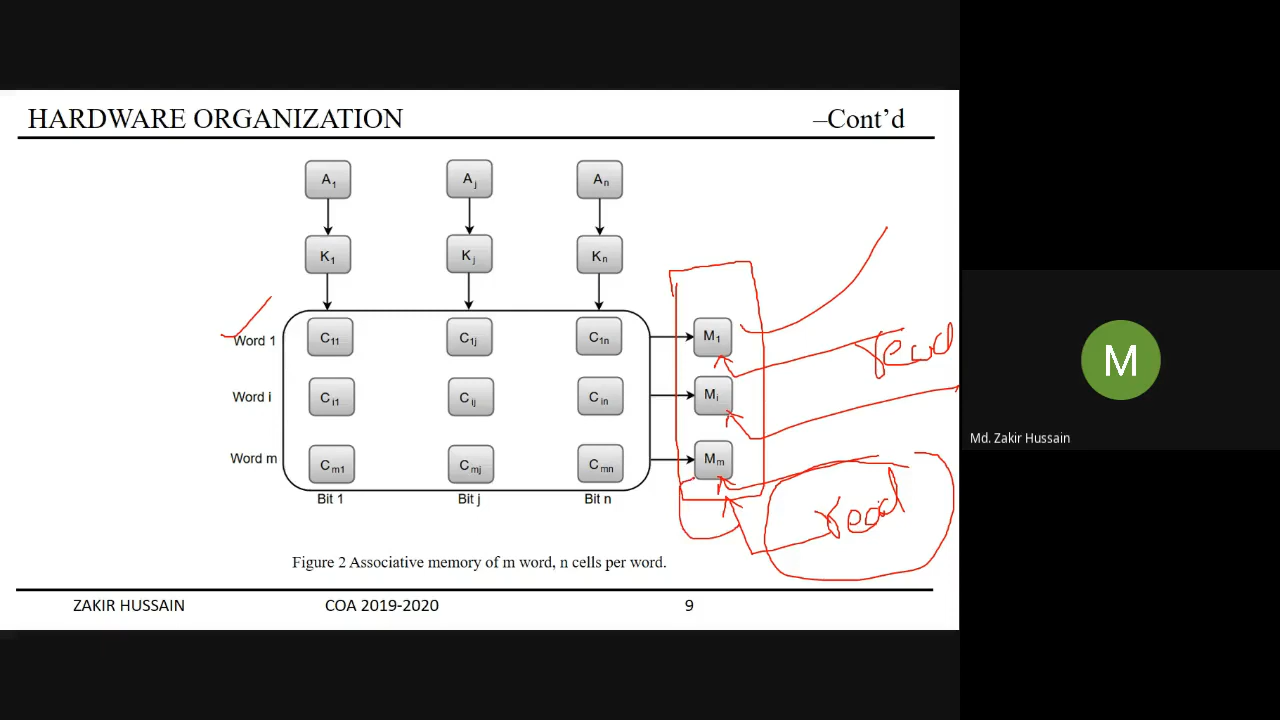 HARDWARE ORGANIZATION –Cont’d
A1 Aj An
K1 Kj Kn
Word 1 C11 C1j C1n M1
read
Word i Ci1 Cij Cin Mi
Word m Cm1 Cmj Cmn Mm
Bit 1 Bit j Bit n
read
Figure 2 Associative memory of m word, n cells per word.
ZAKIR HUSSAIN COA 2019-2020 9
M
Md. Zakir Hussain